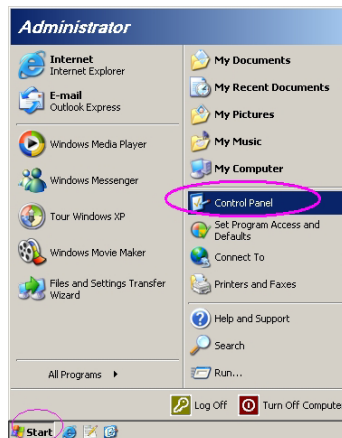 Administrator
Internet
Internet Explorer
E-mail
Outlook Express
Windows Media Player
Windows Messenger
Tour Windows XP
Windows Movie Maker
Files and Settings Transfer
Wizard
All Programs
My Documents
My Recent Documents
My Pictures
My Music
My Computer
Control Panel
Set Program Access and
Defaults
Connect To
Printers and Faxes
Help and Support
Search
Run...
Log Off
Turn Off Compute
Start